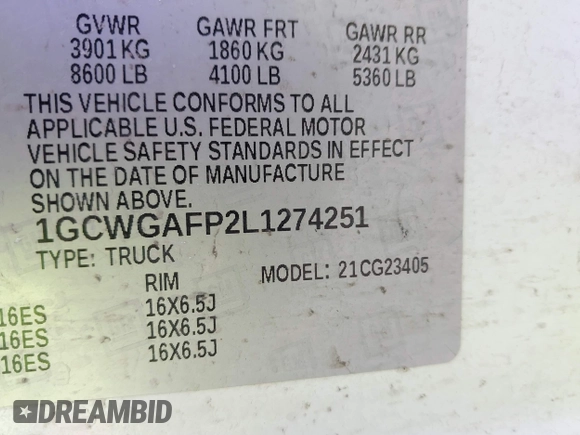 GVWR GAWR FRT GAWR RR
3901 KG 1860 KG 2431 KG
8600 LB 4100 LB 5360 LB
THIS VEHICLE CONFORMS TO ALL
APPLICABLE U.S. FEDERAL MOTOR
VEHICLE SAFETY STANDARDS IN EFFECT
ON THE DATE OF MANUFACTURE
SHOWN ABOVE.
1GCWGAFP2L1274251
TYPE: TRUCK MODEL: 21CG23405
RIM
16ES 16X6.5J
16ES 16X6.5J
16ES 16X6.5J
DREAMBID